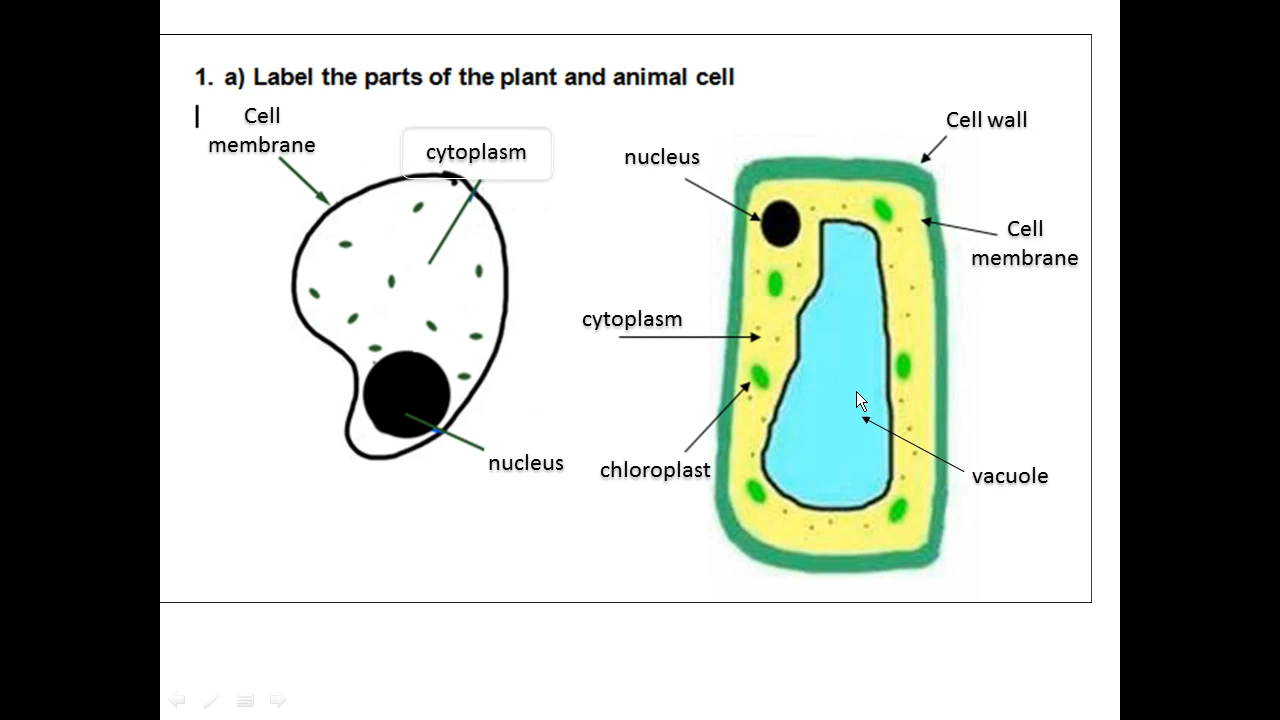 1. a) Label the parts of the plant and animal cell
Cell
membrane
cytoplasm
nucleus
nucleus
Cell wall
Cell
membrane
cytoplasm
chloroplast
vacuole